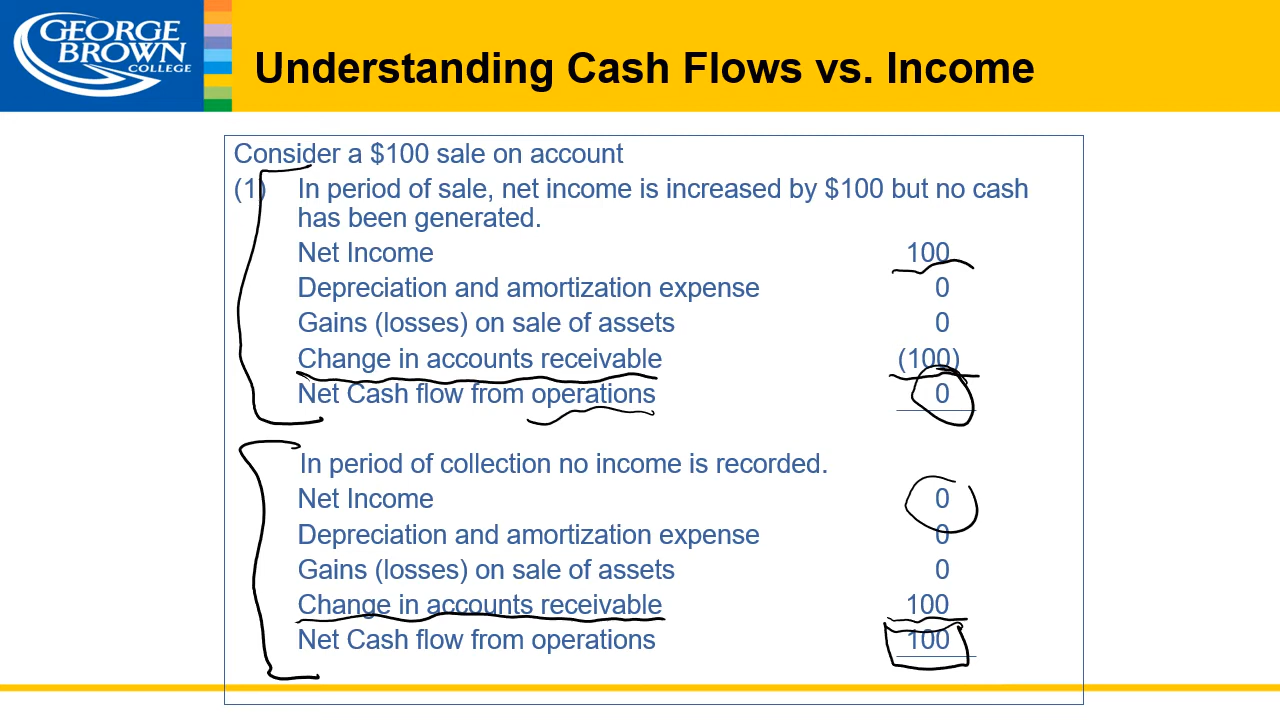 GEORGE
BROWN
COLLEGE
Understanding Cash Flows vs. Income
Consider a $100 sale on account
(1) In period of sale, net income is increased by $100 but no cash
has been generated.
Net Income 100
Depreciation and amortization expense 0
Gains (losses) on sale of assets 0
Change in accounts receivable (100)
Net Cash flow from operations 0
In period of collection no income is recorded.
Net Income 0
Depreciation and amortization expense 0
Gains (losses) on sale of assets 0
Change in accounts receivable 100
Net Cash flow from operations 100